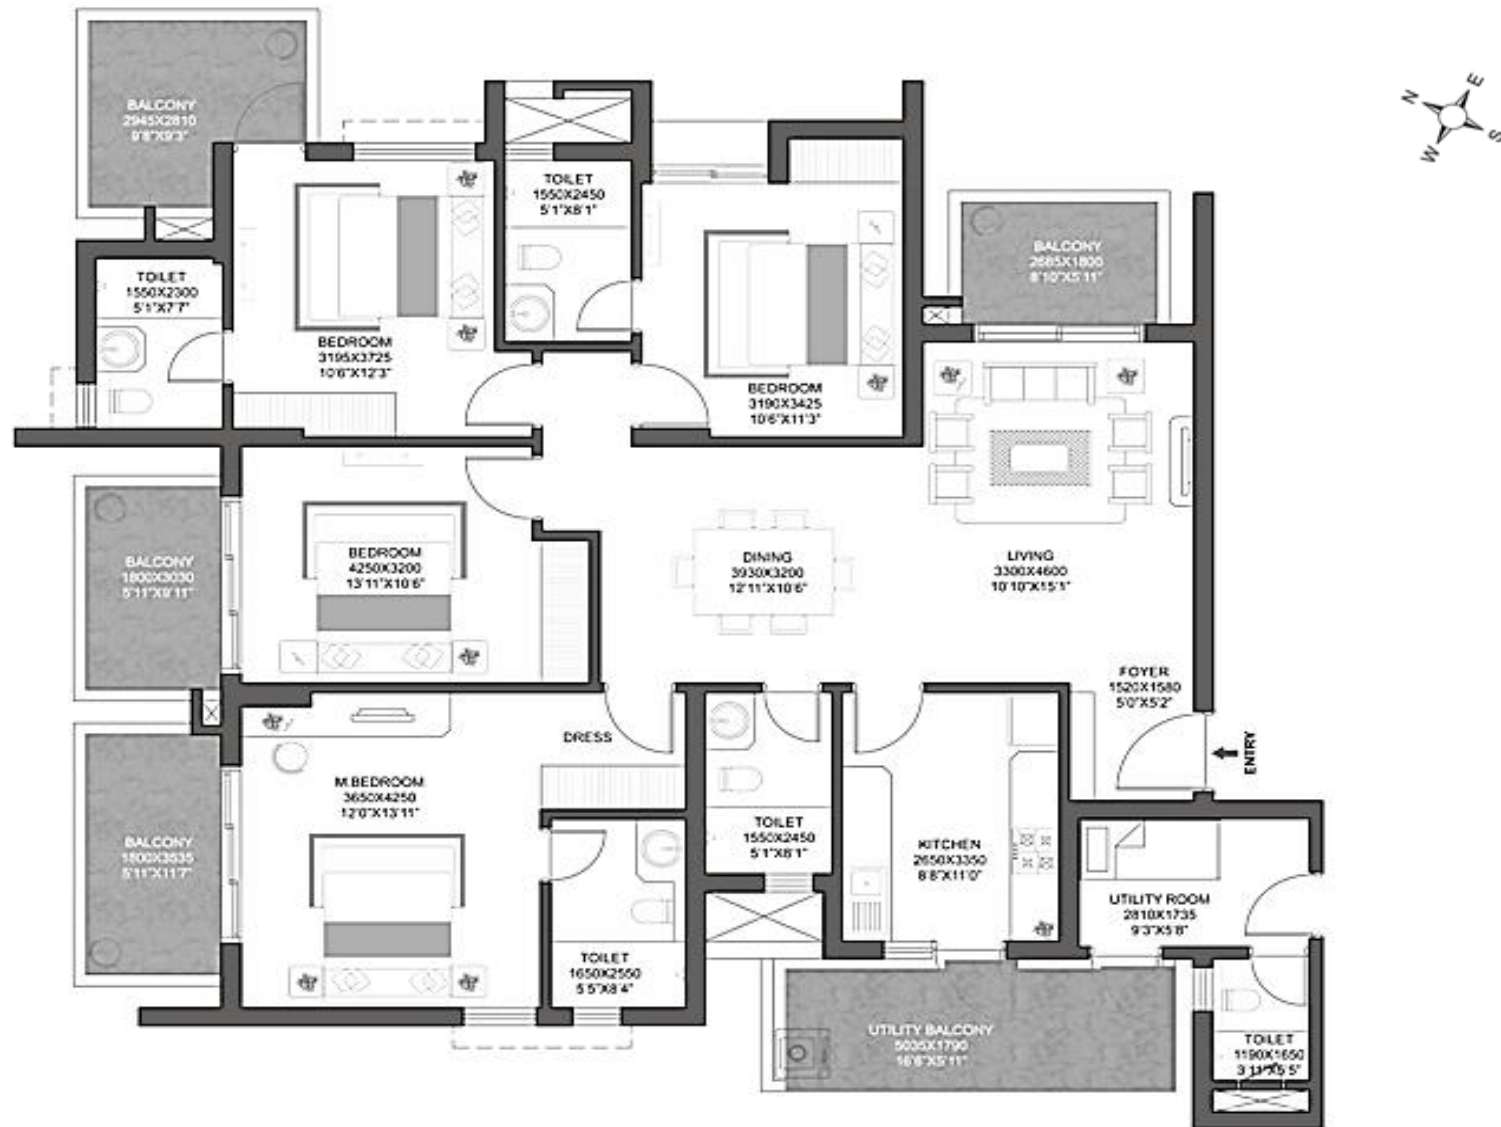 BALCONY
2945X2810
9'8"X9'3"
N
E
S
W
TOILET
1550X2450
5'1"X8'1"
TOILET
1550X2300
5'1"X7'7"
BEDROOM
3195X3725
10'6"X12'3"
BEDROOM
3190X3425
10'6"X11'3"
BALCONY
2685X1800
8'10"X5'11"
BALCONY
1800X3030
5'11"X9'11"
BEDROOM
4250X3200
13'11"X10'6"
DINING
3930X3200
12'11"X10'6"
LIVING
3300X4600
10'10"X15'1"
FOYER
1520X1580
5'0"X5'2"
ENTRY
DRESS
M.BEDROOM
3650X4250
12'0"X13'11"
BALCONY
1800X3535
5'11"X11'7"
TOILET
1550X2450
5'1"X8'1"
KITCHEN
2650X3350
8'8"X11'0"
UTILITY ROOM
2810X1735
9'3"X5'8"
TOILET
1650X2550
5'5"X8'4"
UTILITY BALCONY
5035X1790
16'6"X5'11"
TOILET
1190X1650
3'11"X5'5"